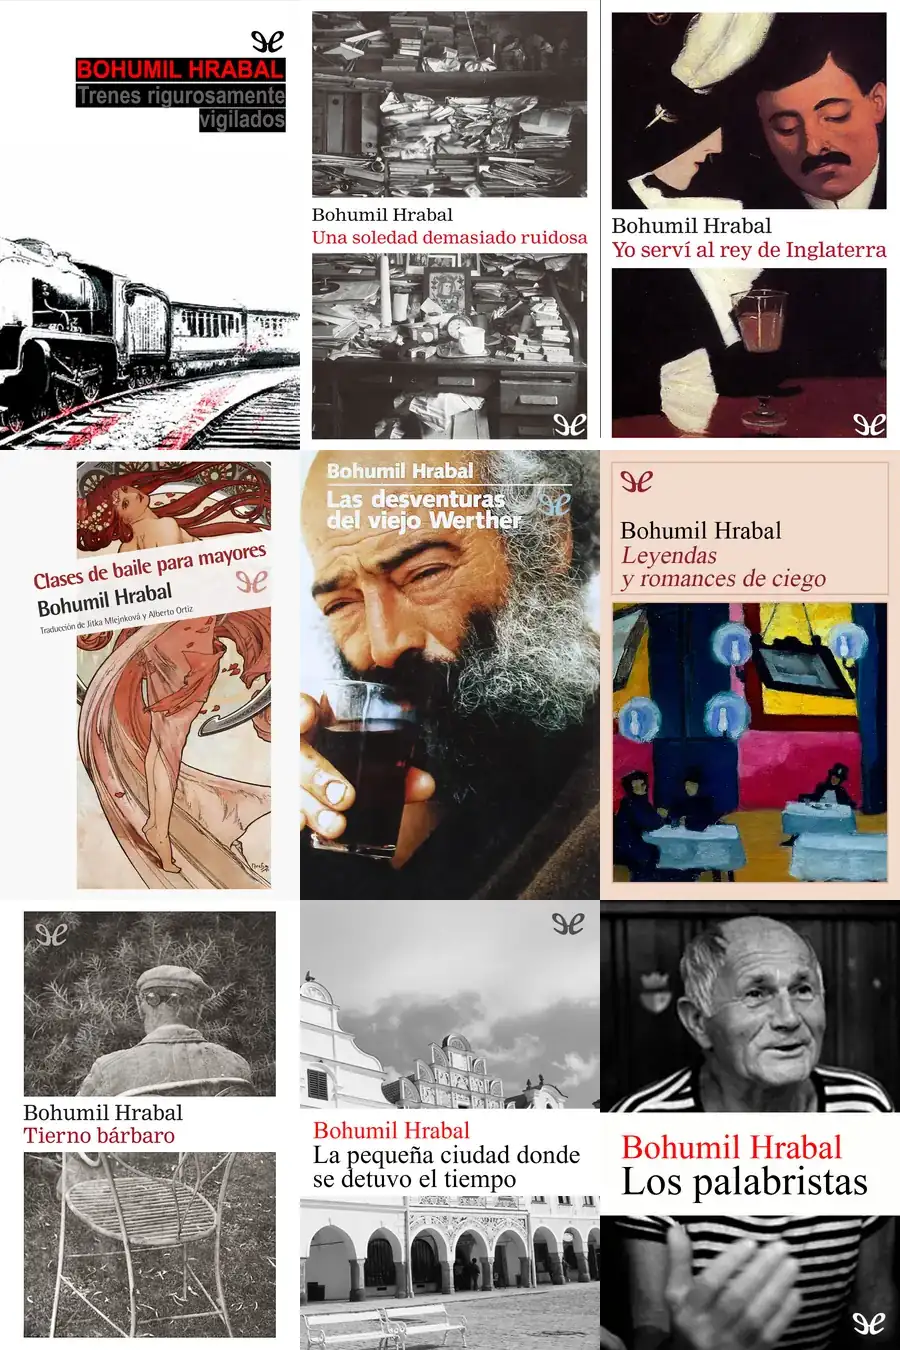 BOHUMIL HRABAL
Trenes rigurosamente
vigilados
Bohumil Hrabal
Una soledad demasiado ruidosa
Bohumil Hrabal
Yo serví al rey de Inglaterra
Clases de baile para mayores
Bohumil Hrabal
Traducción de Jitka Mlejnková y Alberto Ortiz
Bohumil Hrabal
Las desventuras
del viejo Werther
Bohumil Hrabal
Leyendas
y romances de ciego
Bohumil Hrabal
Tierno bárbaro
Bohumil Hrabal
La pequeña ciudad donde
se detuvo el tiempo
Bohumil Hrabal
Los palabristas